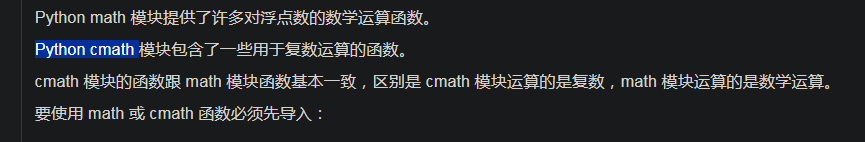 Python math 模块提供了许多对浮点数的数学运算函数。
Python cmath 模块包含了一些用于复数运算的函数。
cmath 模块的函数跟 math 模块函数基本一致，区别是 cmath 模块运算的是复数，math 模块运算的是数学运算。
要使用 math 或 cmath 函数必须先导入：